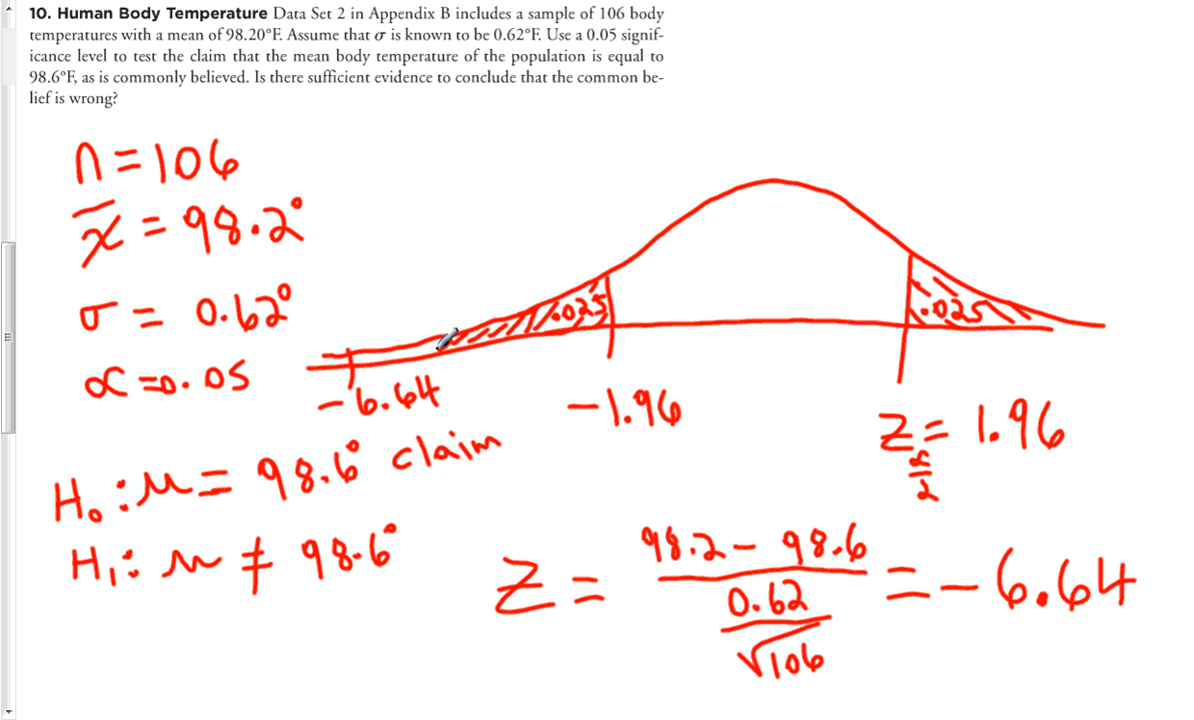 10. Human Body Temperature Data Set 2 in Appendix B includes a sample of 106 body
temperatures with a mean of 98.20°F. Assume that σ is known to be 0.62°F. Use a 0.05 signif-
icance level to test the claim that the mean body temperature of the population is equal to
98.6°F, as is commonly believed. Is there sufficient evidence to conclude that the common be-
lief is wrong?
n=106
x̄ = 98.2°
σ = 0.62°
α =0.05
.025
.025
-6.64
-1.96
z α/2 = 1.96
H₀: μ = 98.6° claim
H₁: μ ≠ 98.6°
z = (98.2 - 98.6) / (0.62 / √106) = -6.64